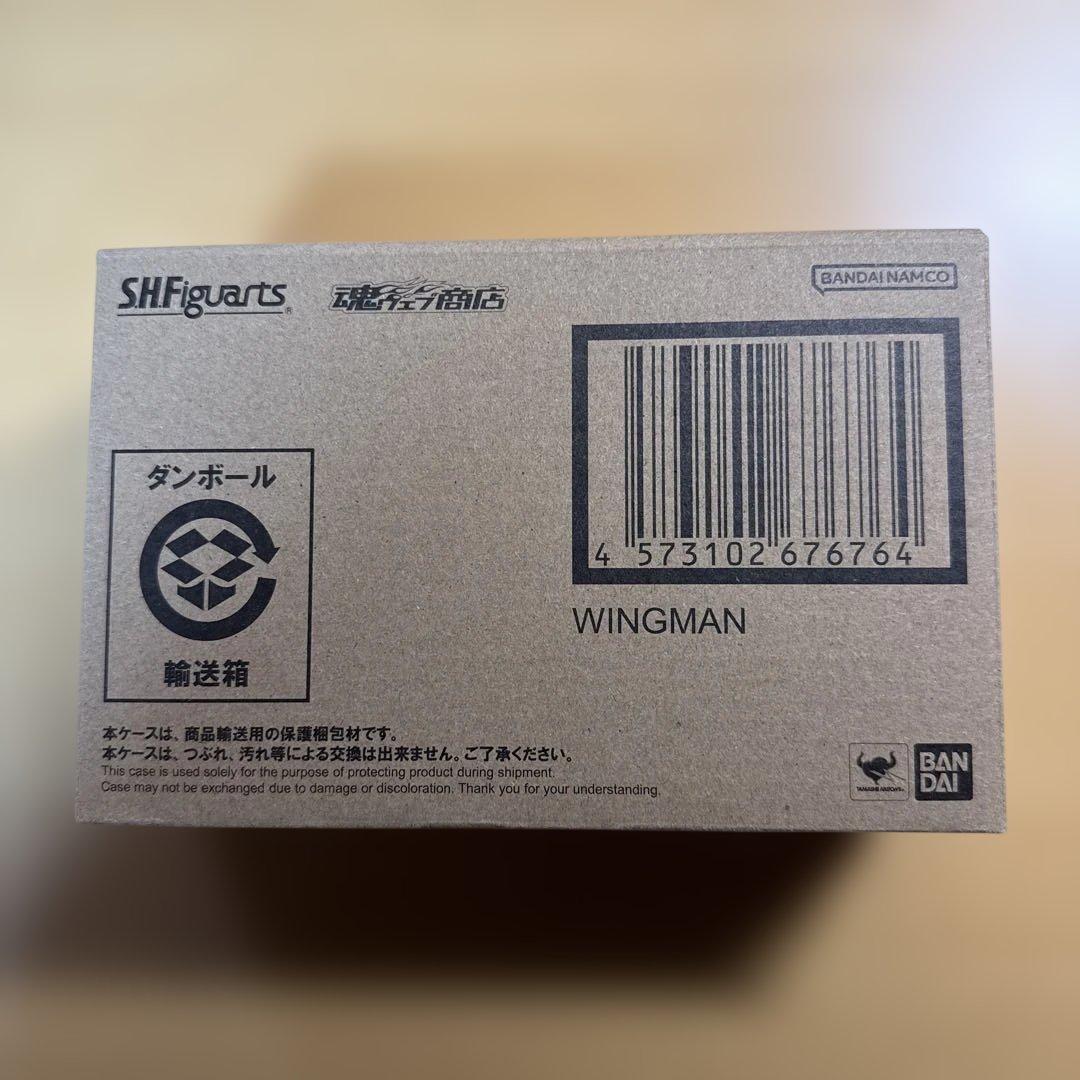 S.H.Figuarts®
魂ウェブ商店
BANDAI NAMCO
4 573102 676764
WINGMAN
ダンボール
輸送箱
本ケースは、商品輸送用の保護梱包材です。
本ケースは、つぶれ、汚れ等による交換は出来ません。ご了承ください。
This case is used solely for the purpose of protecting product during shipment.
Case may not be exchanged due to damage or discoloration. Thank you for your understanding.
TAMASHII NATIONS
BAN
DAI